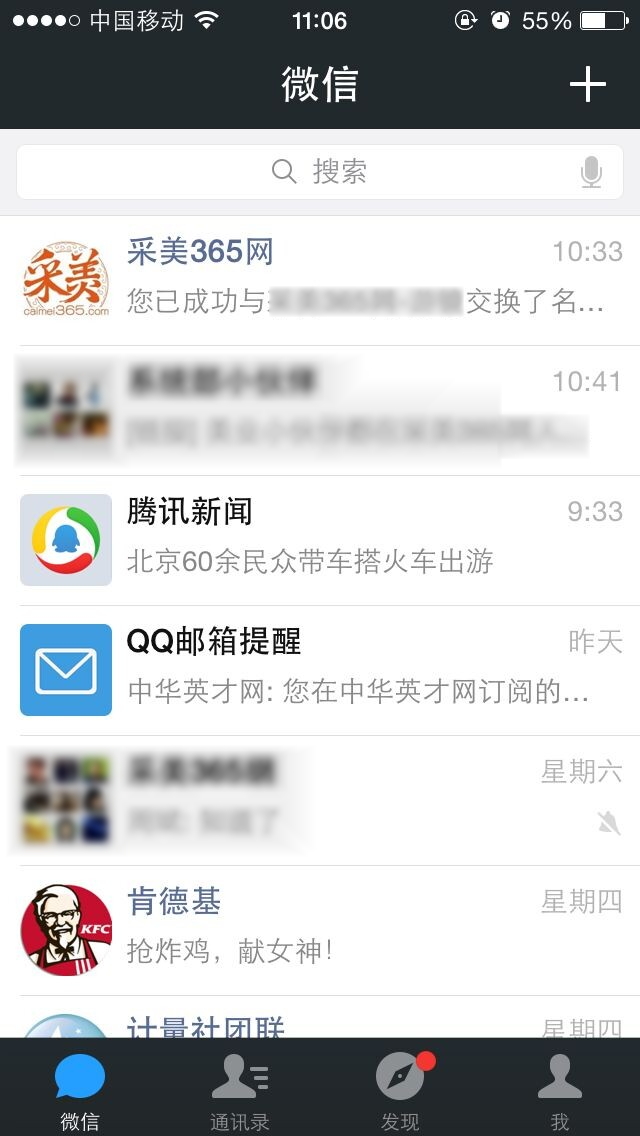 中国移动 11:06 55%
微信
搜索
采美365网 10:33
采美
caimei365.com
您已成功与 交换了名...
10:41
腾讯新闻 9:33
北京60余民众带车搭火车出游
QQ邮箱提醒 昨天
中华英才网: 您在中华英才网订阅的...
星期六
肯德基 星期四
KFC
抢炸鸡，献女神！
计量社团联 星期四
微信 通讯录 发现 我